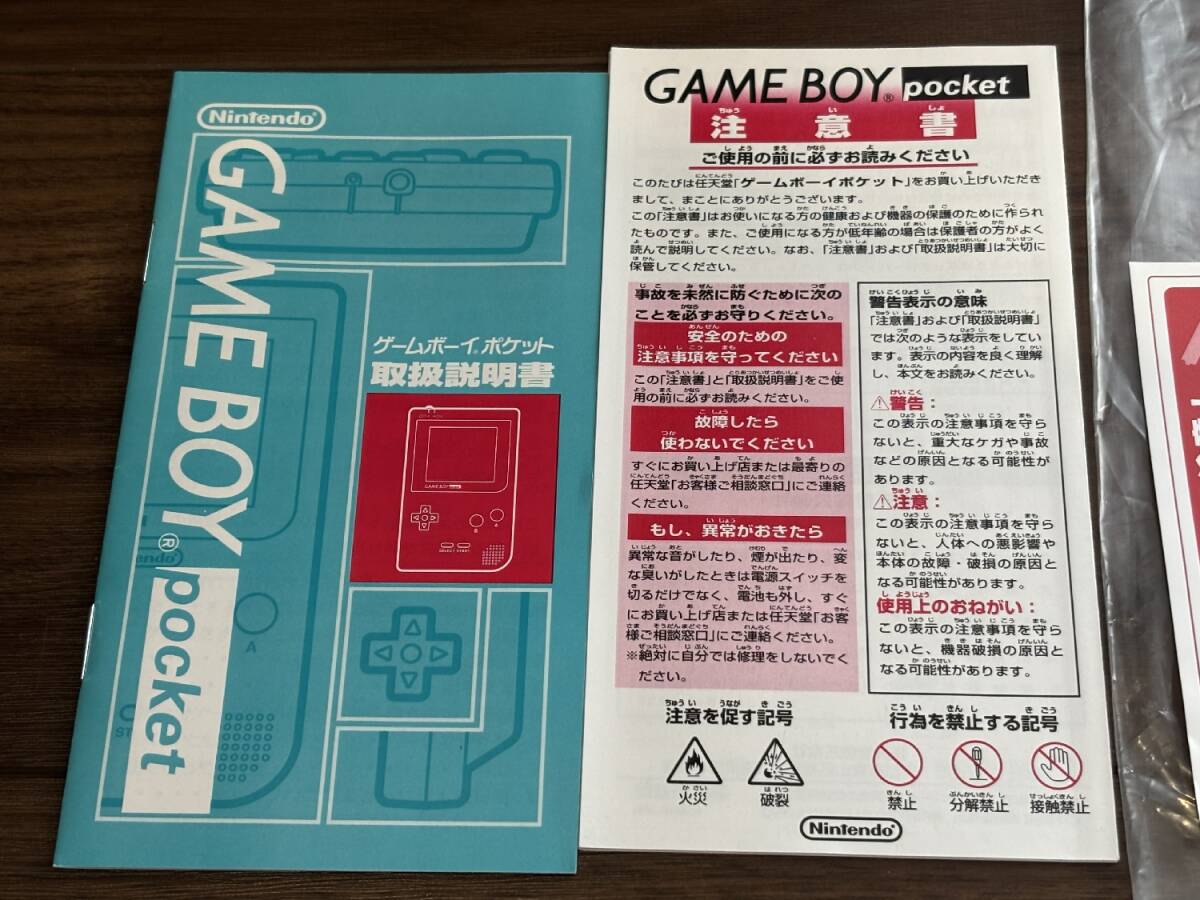 Nintendo
GAME BOY® pocket
ゲームボーイ®ポケット
取扱説明書
GAME BOY pocket
SELECT START
A
GAME BOY® pocket
注意書
ご使用の前に必ずお読みください
このたびは任天堂「ゲームボーイポケット」をお買い上げいただき
まして、まことにありがとうございます。
この「注意書」はお使いになる方の健康および機器の保護のために作られ
たものです。また、ご使用になる方が低年齢の場合は保護者の方がよく
読んで説明してください。なお、「注意書」および「取扱説明書」は大切に
保管してください。
事故を未然に防ぐために次の
ことを必ずお守りください。
安全のための
注意事項を守ってください
この「注意書」と「取扱説明書」をご使
用の前に必ずお読みください。
故障したら
使わないでください
すぐにお買い上げ店または最寄りの
任天堂「お客様ご相談窓口」にご連絡
ください。
もし、異常がおきたら
異常な音がしたり、煙が出たり、変
な臭いがしたときは電源スイッチを
切るだけでなく、電池も外し、すぐ
にお買い上げ店または任天堂「お客
様ご相談窓口」にご連絡ください。
※絶対に自分では修理をしないでく
ださい。
警告表示の意味
「注意書」および「取扱説明書」
では次のような表示をしてい
ます。表示の内容を良く理解
し、本文をお読みください。
⚠警告：
この表示の注意事項を守ら
ないと、重大なケガや事故
などの原因となる可能性が
あります。
⚠注意：
この表示の注意事項を守ら
ないと、人体への悪影響や
本体の故障・破損の原因と
なる可能性があります。
使用上のおねがい：
この表示の注意事項を守ら
ないと、機器破損の原因と
なる可能性があります。
注意を促す記号
火災
破裂
行為を禁止する記号
禁止
分解禁止
接触禁止
Nintendo